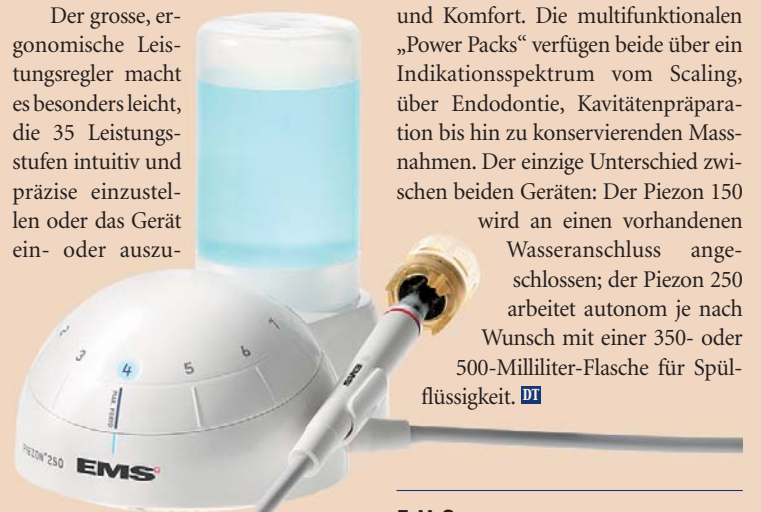 Der grosse, er-
gonomische Leis-
tungsregler macht
es besonders leicht,
die 35 Leistungs-
stufen intuitiv und
präzise einzustel-
len oder das Gerät
ein- oder auszu-
und Komfort. Die multifunktionalen
„Power Packs“ verfügen beide über ein
Indikationsspektrum vom Scaling,
über Endodontie, Kavitätenpräpara-
tion bis hin zu konservierenden Mass-
nahmen. Der einzige Unterschied zwi-
schen beiden Geräten: Der Piezon 150
wird an einen vorhandenen
Wasseranschluss ange-
schlossen; der Piezon 250
arbeitet autonom je nach
Wunsch mit einer 350- oder
500-Milliliter-Flasche für Spül-
flüssigkeit. DT
2 3 4 5 6 7
PIEZON 250 EMS
EMS